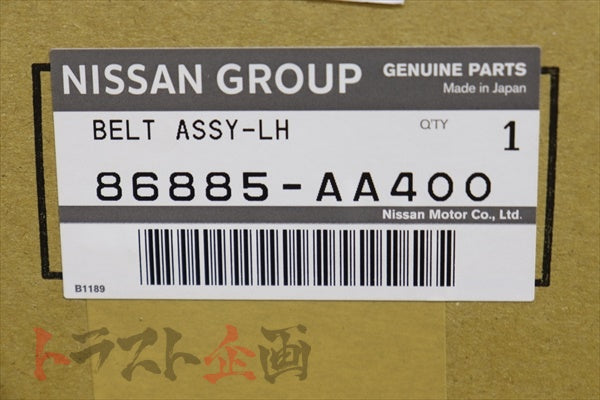 NISSAN GROUP
GENUINE PARTS
Made in Japan
BELT ASSY-LH
Q'TY
1
86885-AA400
Nissan Motor Co., Ltd.
B1189
トラスト企画